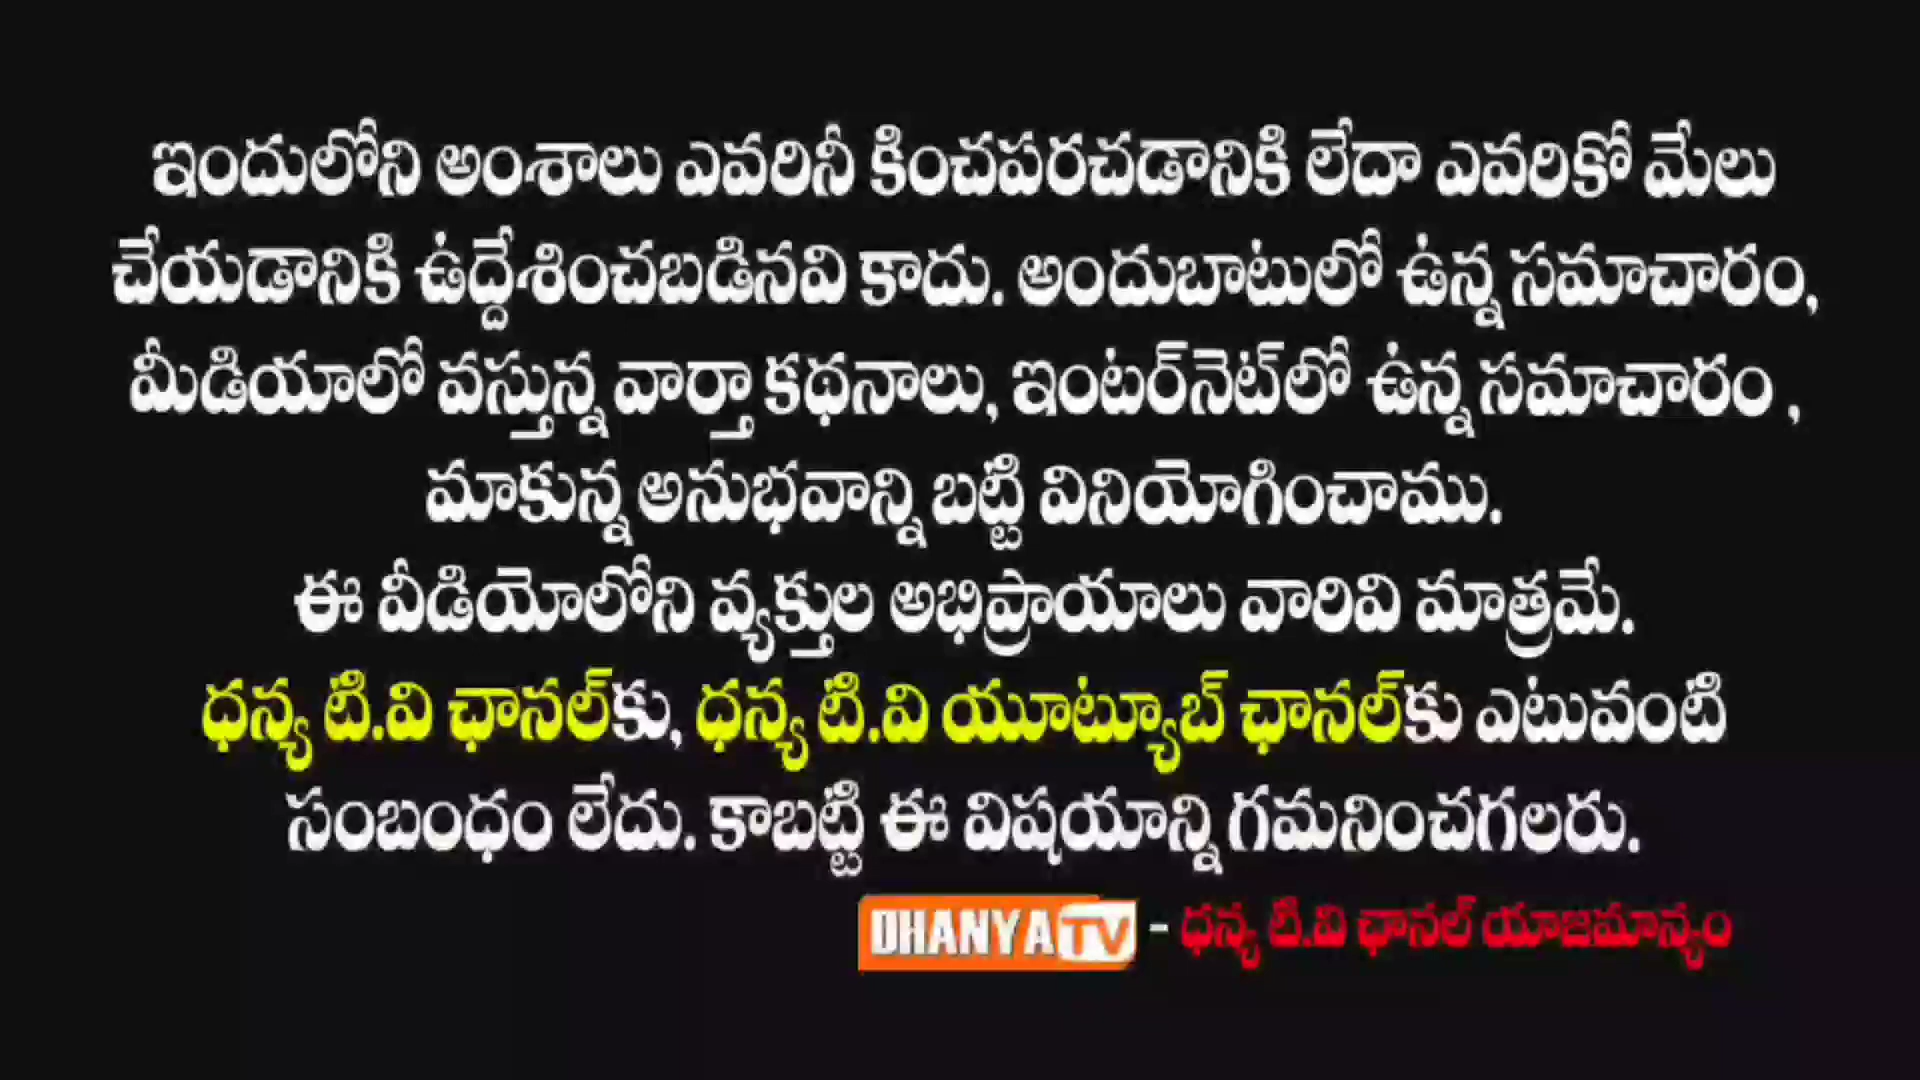 ఇందులోని అంశాలు ఎవరినీ కించపరచడానికి లేదా ఎవరికో మేలు
చేయడానికి ఉద్దేశించబడినవి కాదు. అందుబాటులో ఉన్న సమాచారం,
మీడియాలో వస్తున్న వార్తా కథనాలు, ఇంటర్‌నెట్‌లో ఉన్న సమాచారం ,
మాకున్న అనుభవాన్ని బట్టి వినియోగించాము.
ఈ వీడియోలోని వ్యక్తుల అభిప్రాయాలు వారివి మాత్రమే.
ధన్య టి.వి ఛానల్‌కు, ధన్య టి.వి యూట్యూబ్ ఛానల్‌కు ఎటువంటి
సంబంధం లేదు. కాబట్టి ఈ విషయాన్ని గమనించగలరు.
DHANYA TV - ధన్య టి.వి ఛానల్ యాజమాన్యం